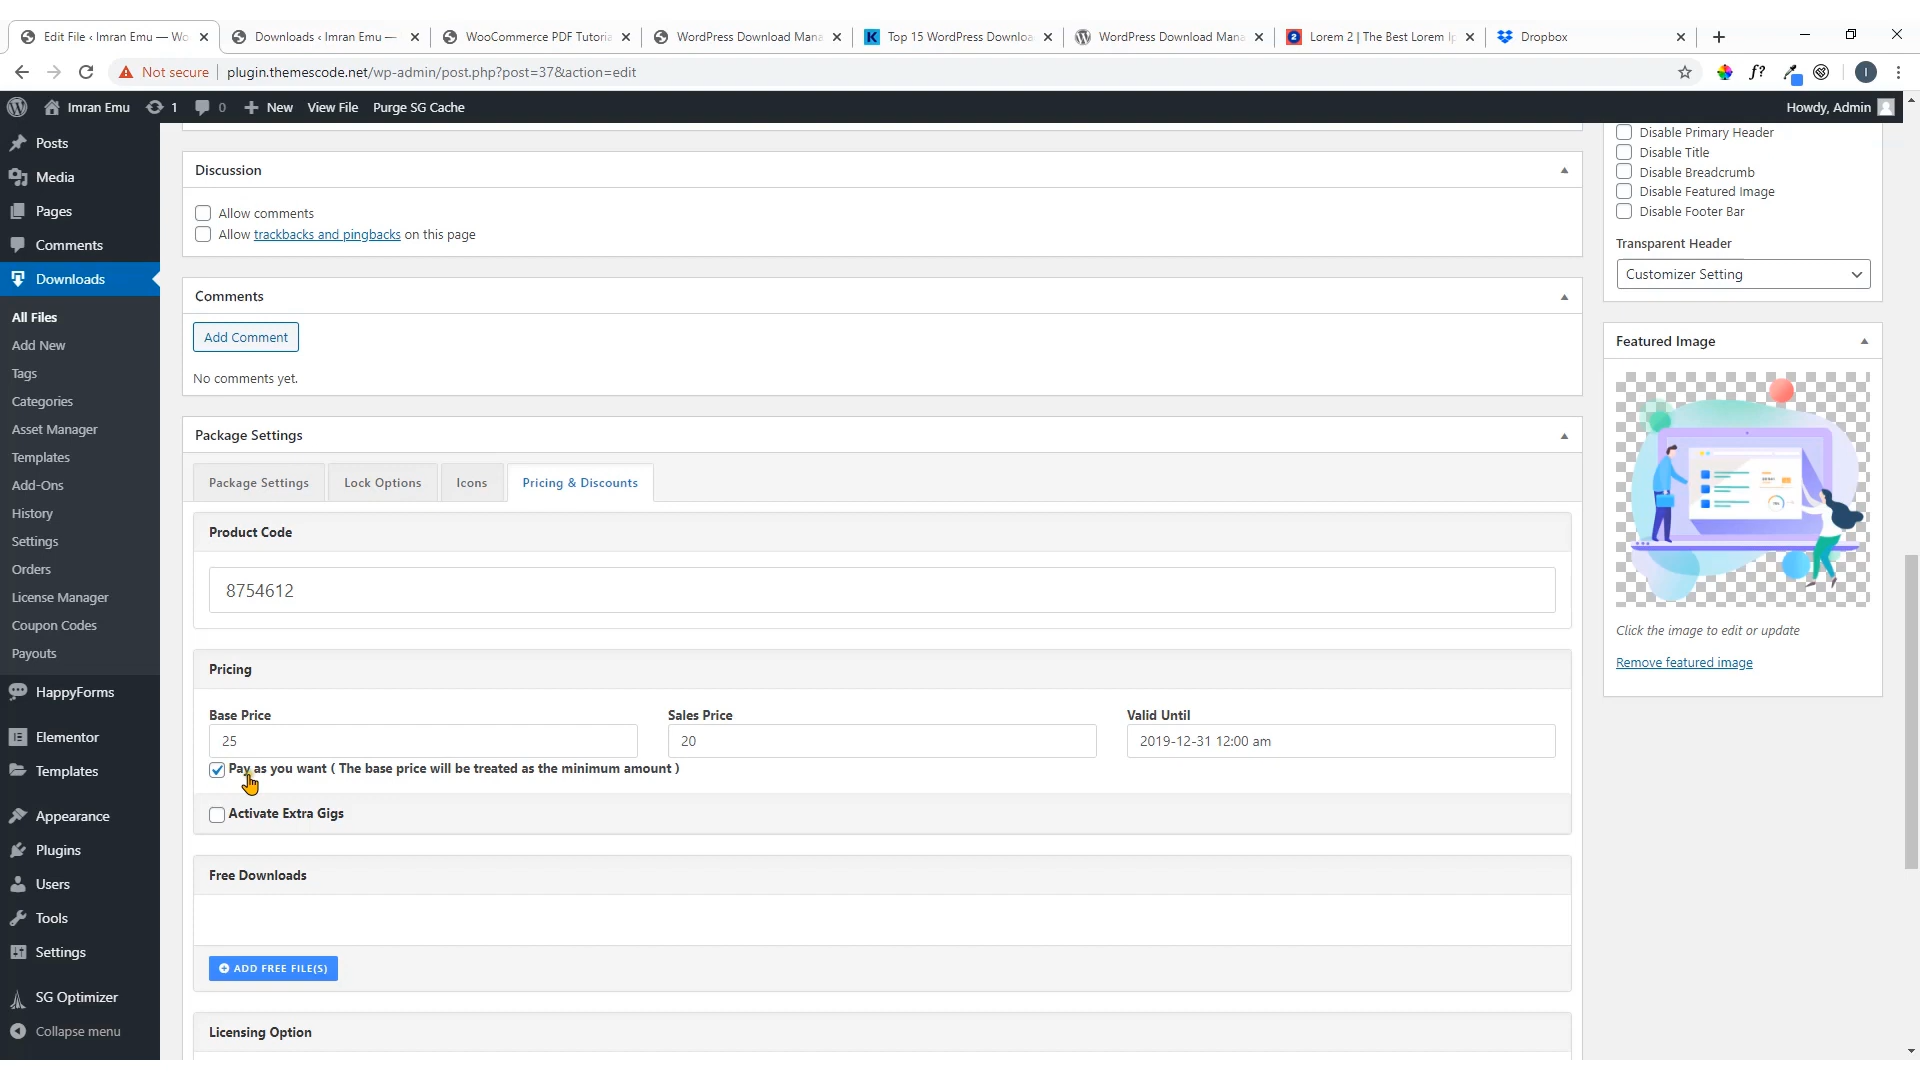 Edit File ‹ Imran Emu — Wo
Downloads ‹ Imran Emu —
WooCommerce PDF Tutoria
WordPress Download Mana
Top 15 WordPress Downloa
WordPress Download Mana
Lorem 2 | The Best Lorem Ip
Dropbox
Not secure
plugin.themescode.net/wp-admin/post.php?post=37&action=edit
Imran Emu
1
0
New
View File
Purge SG Cache
Howdy, Admin
Posts
Media
Pages
Comments
Downloads
All Files
Add New
Tags
Categories
Asset Manager
Templates
Add-Ons
History
Settings
Orders
License Manager
Coupon Codes
Payouts
HappyForms
Elementor
Templates
Appearance
Plugins
Users
Tools
Settings
SG Optimizer
Collapse menu
Discussion
Allow comments
Allow trackbacks and pingbacks on this page
Comments
Add Comment
No comments yet.
Package Settings
Package Settings
Lock Options
Icons
Pricing & Discounts
Product Code
8754612
Pricing
Base Price
Sales Price
Valid Until
25
20
2019-12-31 12:00 am
Pay as you want ( The base price will be treated as the minimum amount )
Activate Extra Gigs
Free Downloads
ADD FREE FILE(S)
Licensing Option
Disable Primary Header
Disable Title
Disable Breadcrumb
Disable Featured Image
Disable Footer Bar
Transparent Header
Customizer Setting
Featured Image
Click the image to edit or update
Remove featured image